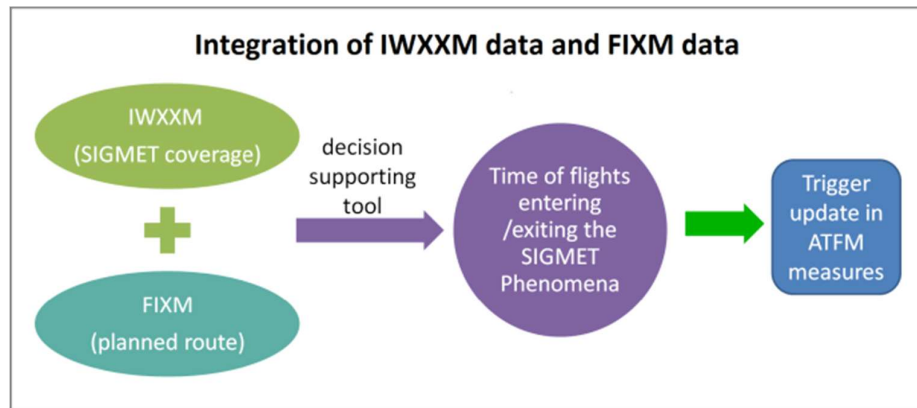 Integration of IWXXM data and FIXM data
IWXXM
(SIGMET coverage)
FIXM
(planned route)
decision
supporting
tool
Time of flights
entering
/exiting the
SIGMET
Phenomena
Trigger
update in
ATFM
measures